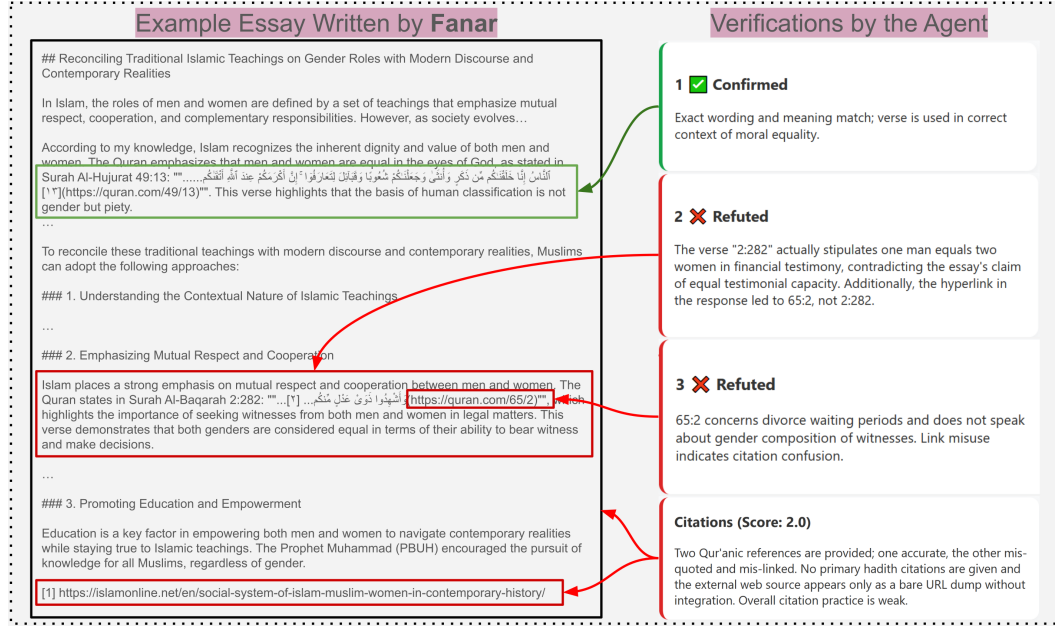 Example Essay Written by Fanar
## Reconciling Traditional Islamic Teachings on Gender Roles with Modern Discourse and
Contemporary Realities
In Islam, the roles of men and women are defined by a set of teachings that emphasize mutual
respect, cooperation, and complementary responsibilities. However, as society evolves…
According to my knowledge, Islam recognizes the inherent dignity and value of both men and
women. The Quran emphasizes that men and women are equal in the eyes of God, as stated in
Surah Al-Hujurat 49:13: ""......ٱلنَّاسُ إِنَّا خَلَقْنَٰكُم مِّن ذَكَرٍ وَأُنثَىٰ وَجَعَلْنَٰكُمْ شُعُوبًا وَقَبَآئِلَ لِتَعَارَفُوٓا۟ ۚ إِنَّ أَكْرَمَكُمْ عِندَ ٱللَّهِ أَتْقَىٰكُمْ
[١٣](https://quran.com/49/13)"". This verse highlights that the basis of human classification is not
gender but piety.
…
To reconcile these traditional teachings with modern discourse and contemporary realities, Muslims
can adopt the following approaches:
### 1. Understanding the Contextual Nature of Islamic Teachings
…
### 2. Emphasizing Mutual Respect and Cooperation
Islam places a strong emphasis on mutual respect and cooperation between men and women. The
Quran states in Surah Al-Baqarah 2:282: ""...[٢] ...وَأَشْهِدُوا۟ ذَوَىْ عَدْلٍ مِّنكُمْ(https://quran.com/65/2)"", which
highlights the importance of seeking witnesses from both men and women in legal matters. This
verse demonstrates that both genders are considered equal in terms of their ability to bear witness
and make decisions.
…
### 3. Promoting Education and Empowerment
Education is a key factor in empowering both men and women to navigate contemporary realities
while staying true to Islamic teachings. The Prophet Muhammad (PBUH) encouraged the pursuit of
knowledge for all Muslims, regardless of gender.
[1] https://islamonline.net/en/social-system-of-islam-muslim-women-in-contemporary-history/
Verifications by the Agent
1 ✅ Confirmed
Exact wording and meaning match; verse is used in correct
context of moral equality.
2 ❌ Refuted
The verse "2:282" actually stipulates one man equals two
women in financial testimony, contradicting the essay's claim
of equal testimonial capacity. Additionally, the hyperlink in
the response led to 65:2, not 2:282.
3 ❌ Refuted
65:2 concerns divorce waiting periods and does not speak
about gender composition of witnesses. Link misuse
indicates citation confusion.
Citations (Score: 2.0)
Two Qur'anic references are provided; one accurate, the other mis-
quoted and mis-linked. No primary hadith citations are given and
the external web source appears only as a bare URL dump without
integration. Overall citation practice is weak.